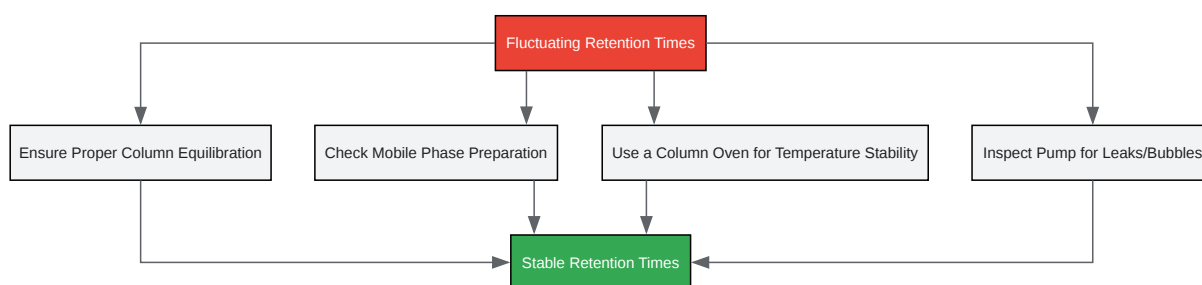 Fluctuating Retention Times
Ensure Proper Column Equilibration
Check Mobile Phase Preparation
Use a Column Oven for Temperature Stability
Inspect Pump for Leaks/Bubbles
Stable Retention Times